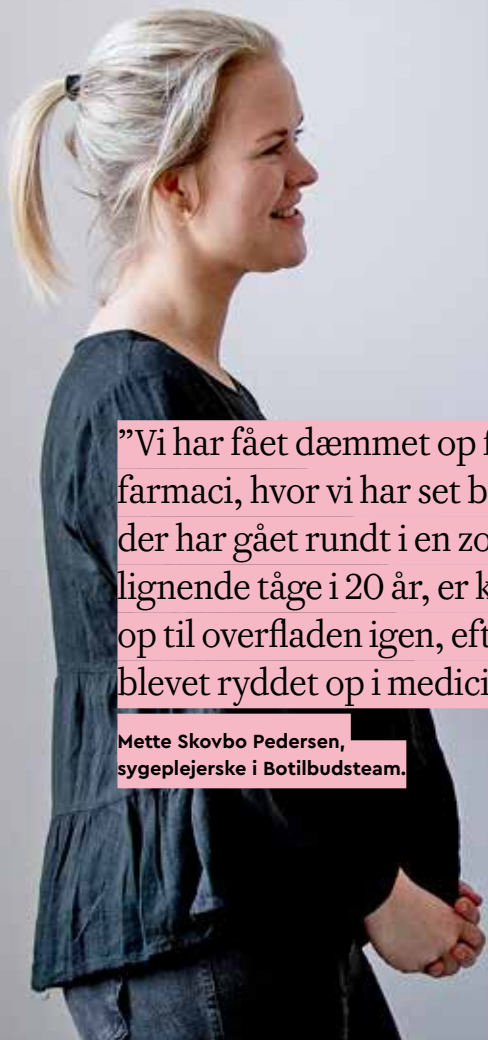 ”Vi har fået dæmmet op f
farmaci, hvor vi har set b
der har gået rundt i en zo
lignende tåge i 20 år, er k
op til overfladen igen, eft
blevet ryddet op i medici
Mette Skovbo Pedersen,
sygeplejerske i Botilbudsteam.